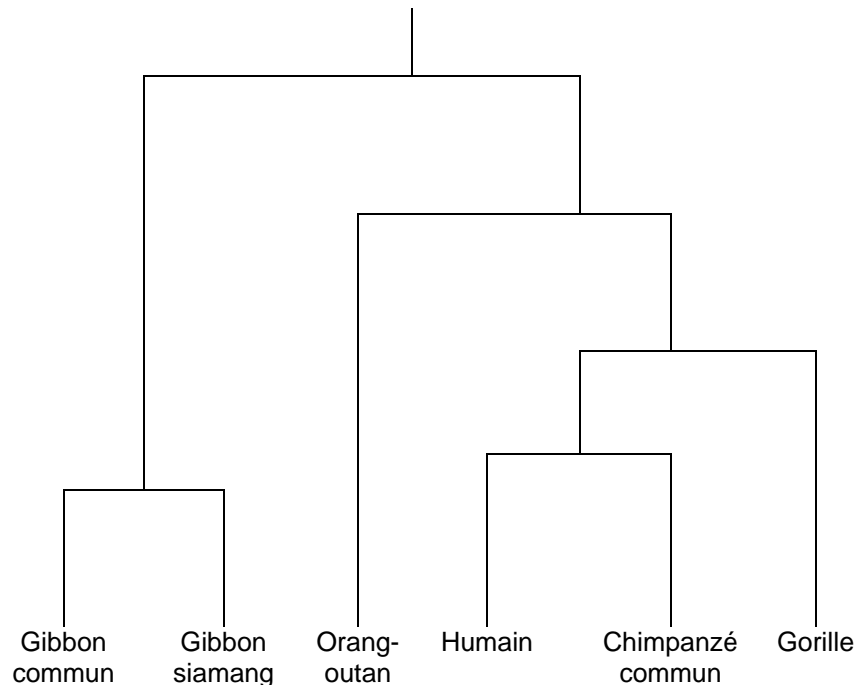 Gibbon
commun
Gibbon
siamang
Orang-
outan
Humain
Chimpanzé
commun
Gorille